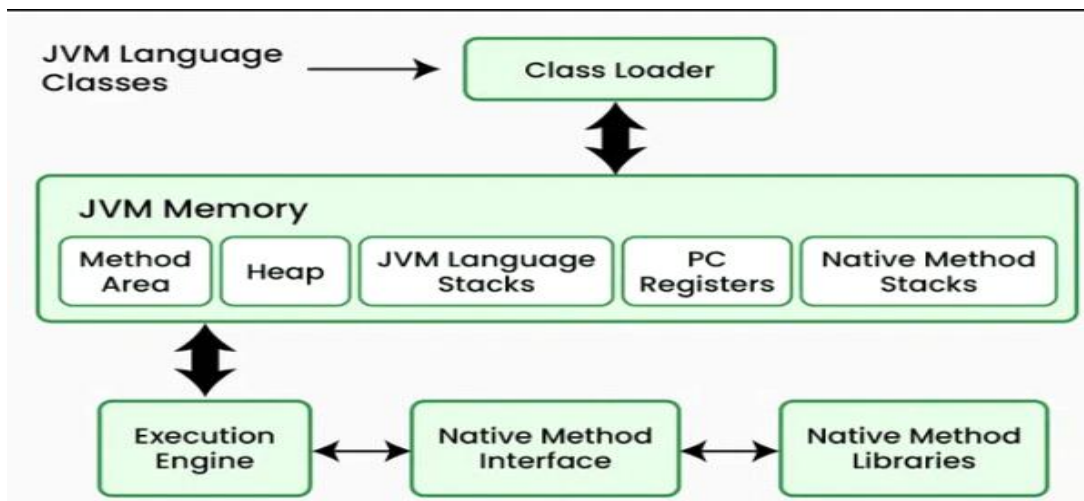 JVM Language
Classes
Class Loader
JVM Memory
Method
Area
Heap
JVM Language
Stacks
PC
Registers
Native Method
Stacks
Execution
Engine
Native Method
Interface
Native Method
Libraries